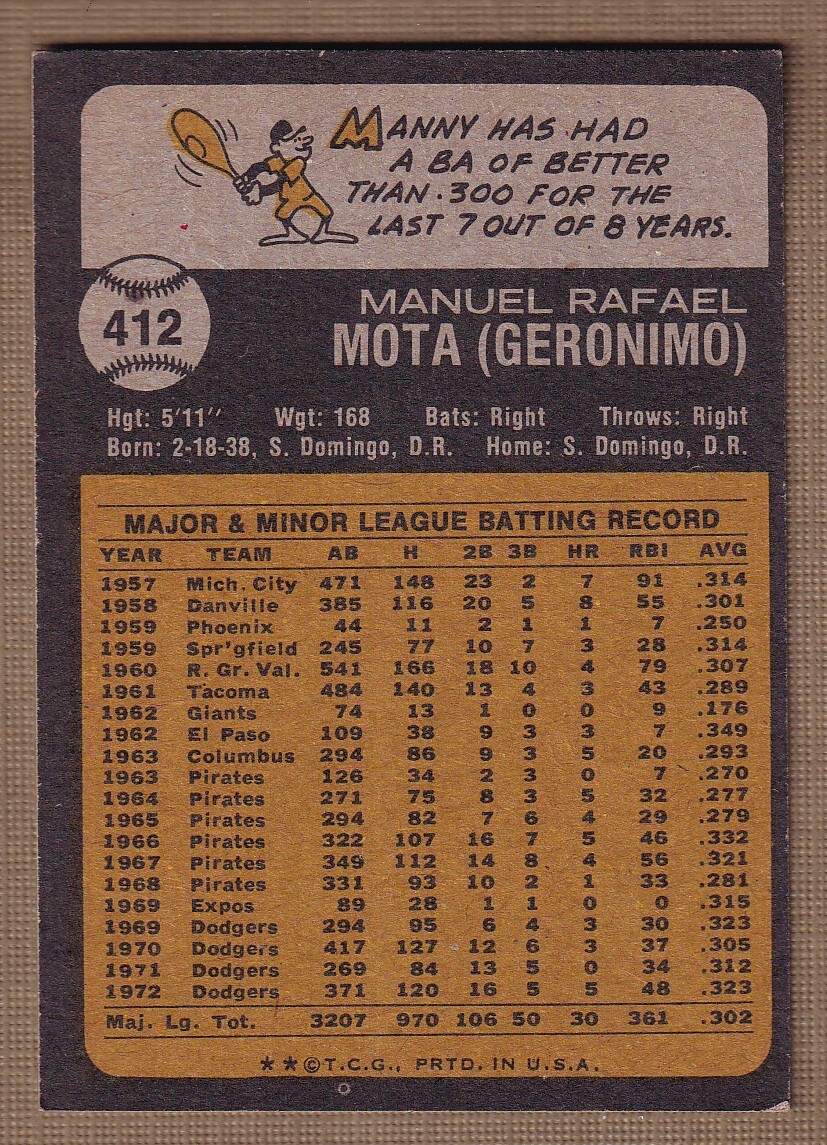 MANNY HAS HAD
A BA OF BETTER
THAN .300 FOR THE
LAST 7 OUT OF 8 YEARS.
412
MANUEL RAFAEL
MOTA (GERONIMO)
Hgt: 5'11" Wgt: 168 Bats: Right Throws: Right
Born: 2-18-38, S. Domingo, D.R. Home: S. Domingo, D.R.
MAJOR & MINOR LEAGUE BATTING RECORD
YEAR TEAM AB H 2B 3B HR RBI AVG
1957 Mich. City 471 148 23 2 7 91 .314
1958 Danville 385 116 20 5 8 55 .301
1959 Phoenix 44 11 2 1 1 7 .250
1959 Spr'gfield 245 77 10 7 3 28 .314
1960 R. Gr. Val. 541 166 18 10 4 79 .307
1961 Tacoma 484 140 13 4 3 43 .289
1962 Giants 74 13 1 0 0 9 .176
1962 El Paso 109 38 9 3 3 7 .349
1963 Columbus 294 86 9 3 5 20 .293
1963 Pirates 126 34 2 3 0 7 .270
1964 Pirates 271 75 8 3 5 32 .277
1965 Pirates 294 82 7 6 4 29 .279
1966 Pirates 322 107 16 7 5 46 .332
1967 Pirates 349 112 14 8 4 56 .321
1968 Pirates 331 93 10 2 1 33 .281
1969 Expos 89 28 1 1 0 0 .315
1969 Dodgers 294 95 6 4 3 30 .323
1970 Dodgers 417 127 12 6 3 37 .305
1971 Dodgers 269 84 13 5 0 34 .312
1972 Dodgers 371 120 16 5 5 48 .323
Maj. Lg. Tot. 3207 970 106 50 30 361 .302
★ ★ © T.C.G., PRTD. IN U.S.A.